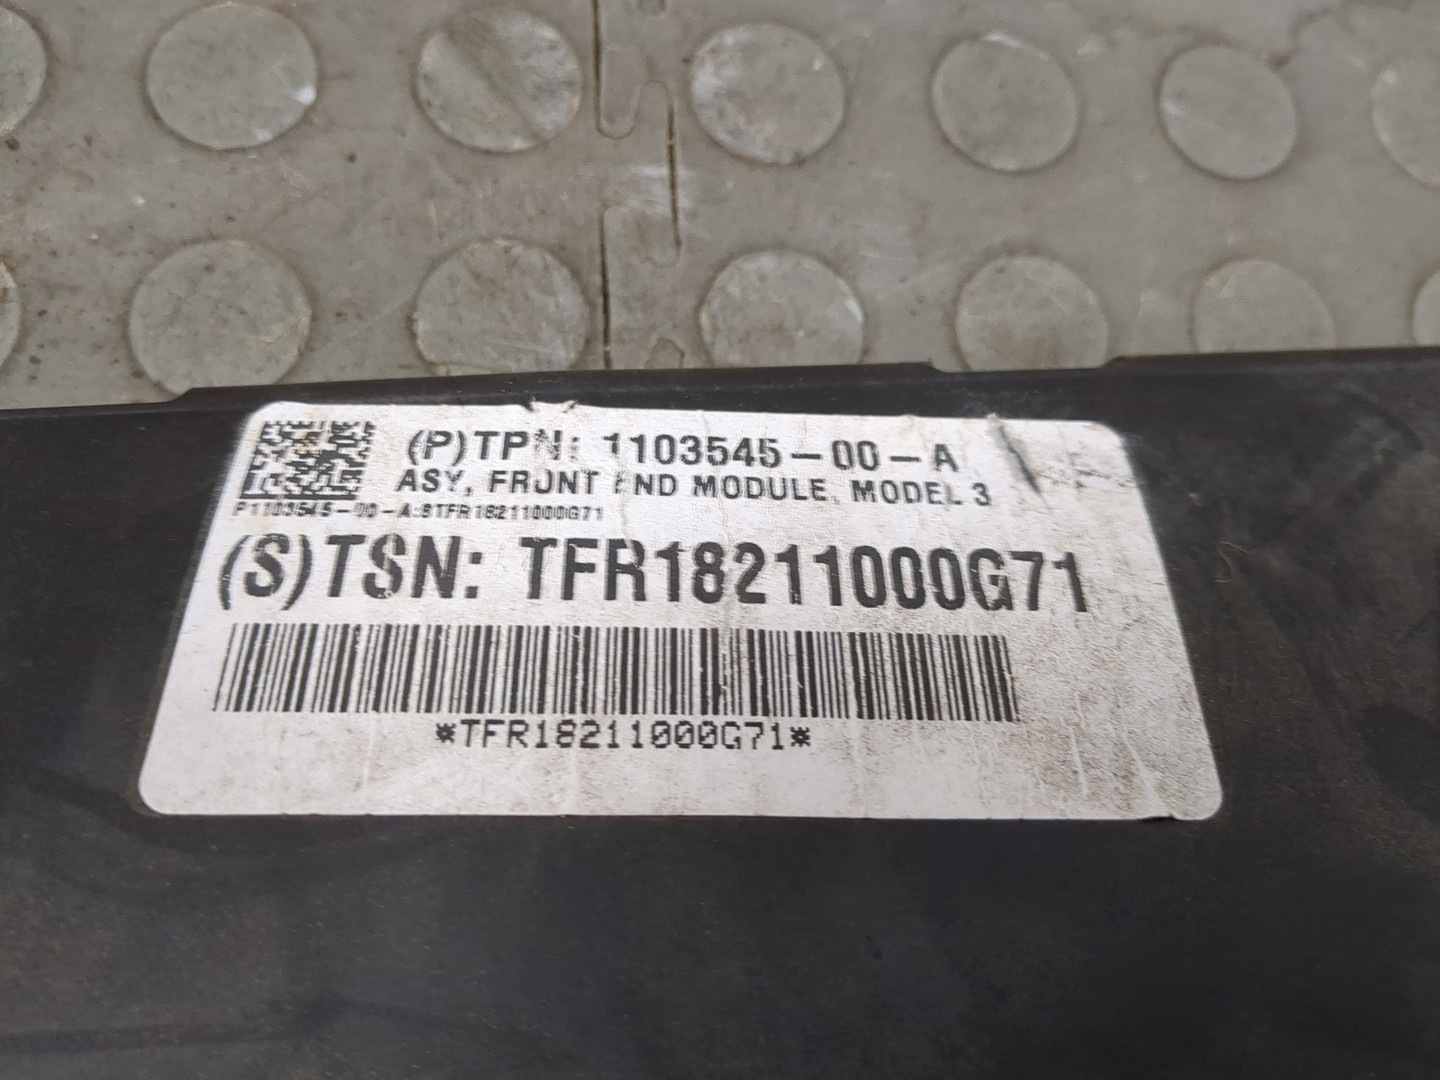 (P)TPN: 1103545-00-A
ASY, FRONT END MODULE, MODEL 3
P1103545-00-A:STFR18211000G71
(S)TSN: TFR18211000G71
*TFR18211000G71*